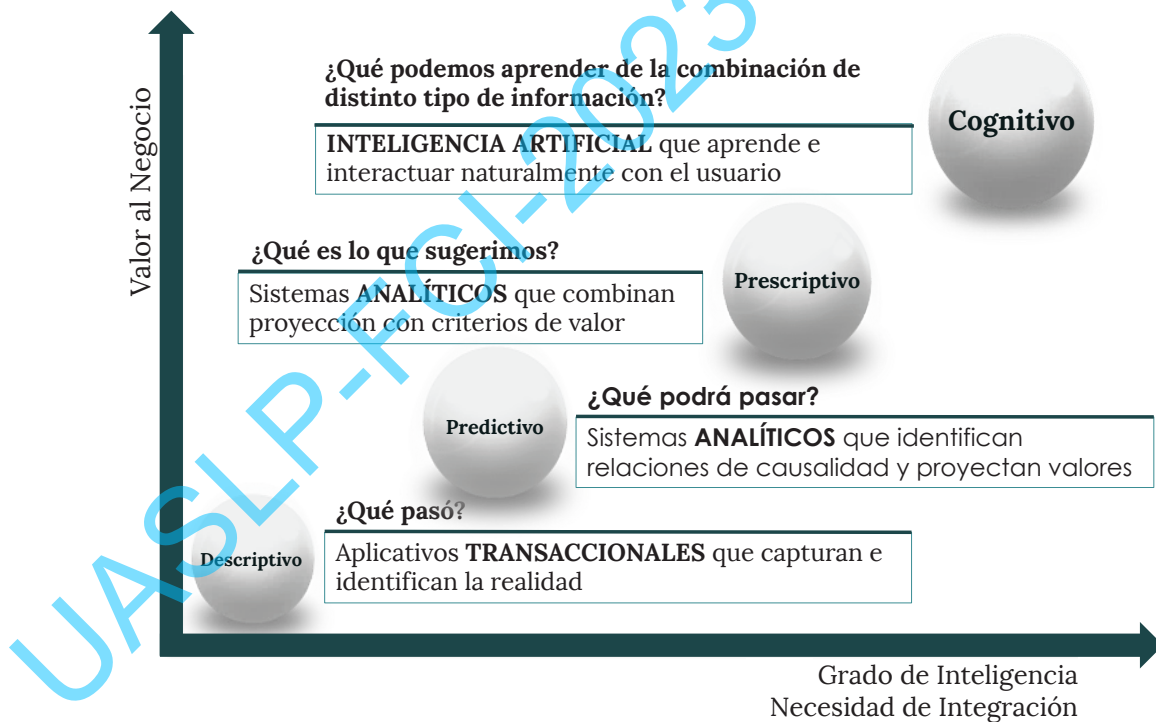 UASLP-FCI-2023
Valor al Negocio
¿Qué podemos aprender de la combinación de
distinto tipo de información?
INTELIGENCIA ARTIFICIAL que aprende e
interactuar naturalmente con el usuario
Cognitivo
¿Qué es lo que sugerimos?
Sistemas ANALÍTICOS que combinan
proyección con criterios de valor
Prescriptivo
Predictivo
¿Qué podrá pasar?
Sistemas ANALÍTICOS que identifican
relaciones de causalidad y proyectan valores
¿Qué pasó?
Descriptivo
Aplicativos TRANSACCIONALES que capturan e
identifican la realidad
Grado de Inteligencia
Necesidad de Integración